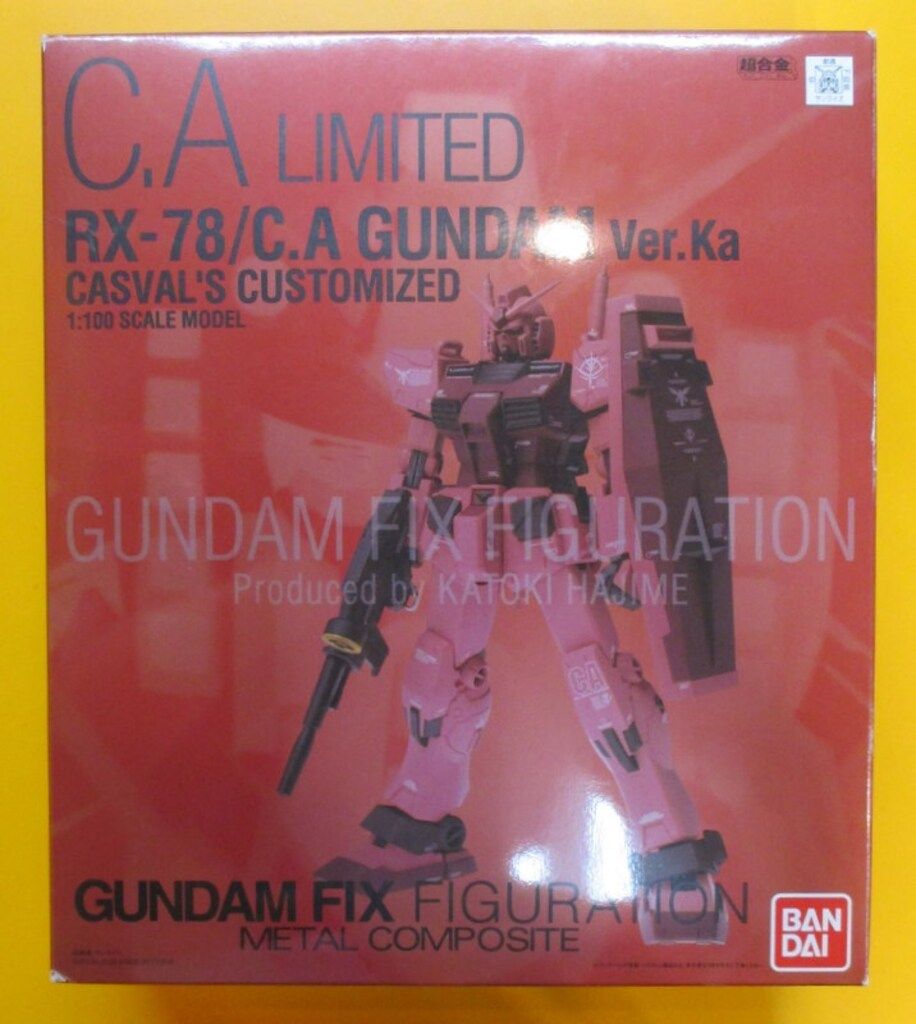 C.A LIMITED
超合金
RX-78/C.A GUNDAM Ver.Ka
CASVAL'S CUSTOMIZED
1:100 SCALE MODEL
GUNDAM FIX FIGURATION
Produced by KATOKI HAJIME
CA
GUNDAM FIX FIGURATION
METAL COMPOSITE
BAN
DAI